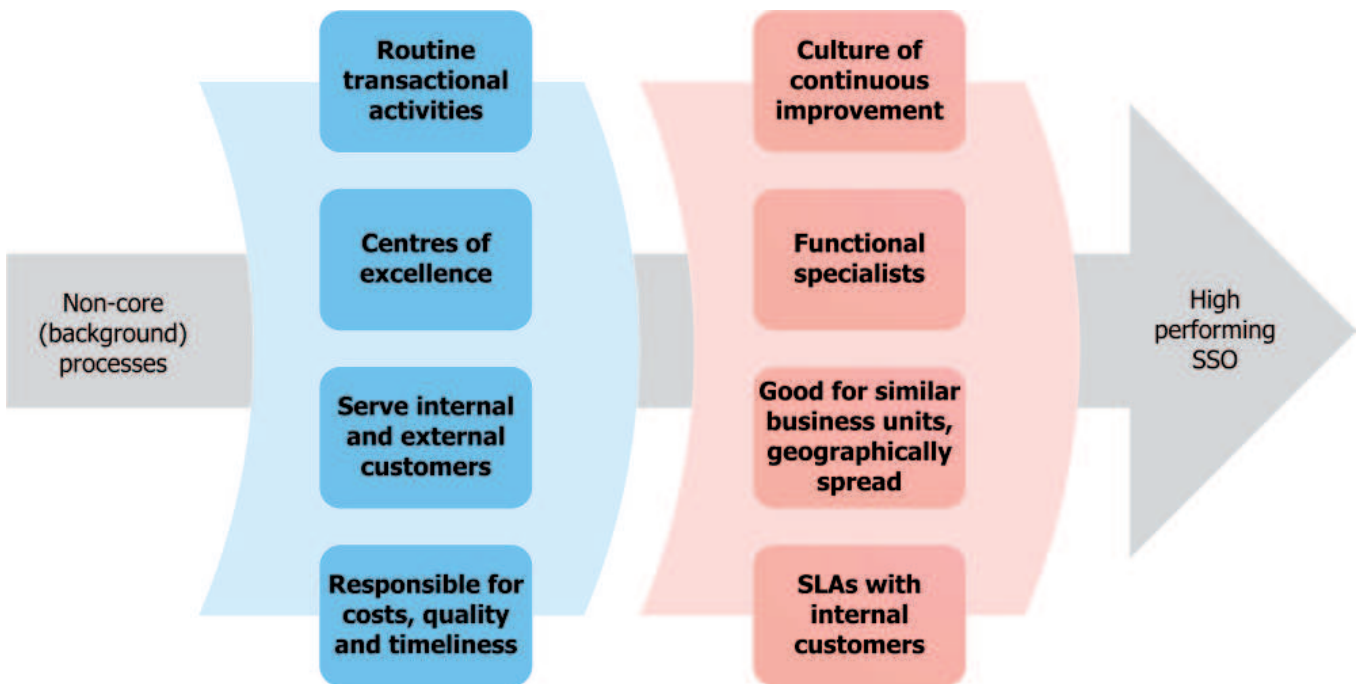 Non-core
(background)
processes
Routine
transactional
activities
Centres of
excellence
Serve internal
and external
customers
Responsible for
costs, quality
and timeliness
Culture of
continuous
improvement
Functional
specialists
Good for similar
business units,
geographically
spread
SLAs with
internal
customers
High
performing
SSO